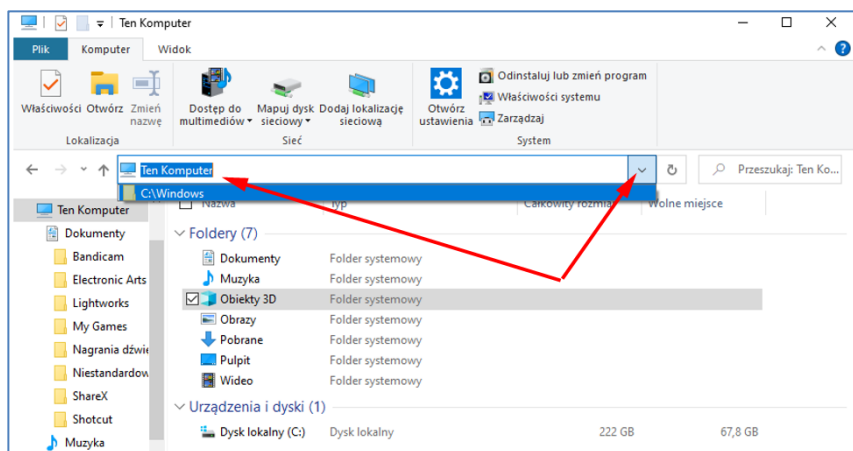 Ten Komputer
Plik Komputer Widok
Właściwości Otwórz Zmień nazwę
Lokalizacja
Dostęp do multimediów Mapuj dysk sieciowy Dodaj lokalizację sieciową
Sieć
Otwórz ustawienia
Odinstaluj lub zmień program
Właściwości systemu
Zarządzaj
System
Ten Komputer
Przeszukaj: Ten Ko...
C:\Windows
Nazwa Typ Całkowity rozmiar Wolne miejsce
Ten Komputer
Dokumenty
Bandicam
Electronic Arts
Lightworks
My Games
Nagrania dźwię
Niestandardow
ShareX
Shotcut
Muzyka
Foldery (7)
Dokumenty Folder systemowy
Muzyka Folder systemowy
Obiekty 3D Folder systemowy
Obrazy Folder systemowy
Pobrane Folder systemowy
Pulpit Folder systemowy
Wideo Folder systemowy
Urządzenia i dyski (1)
Dysk lokalny (C:) Dysk lokalny 222 GB 67,8 GB